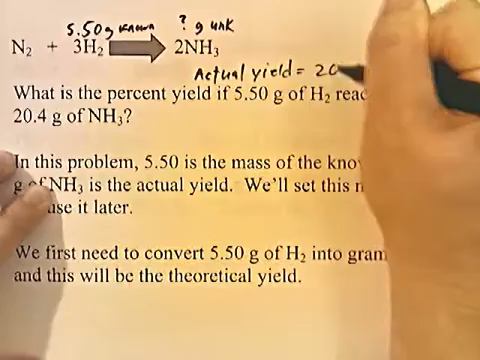 5.50g known ? g unk
N₂ + 3H₂ 2NH₃
Actual yield = 20
What is the percent yield if 5.50 g of H₂ reac
20.4 g of NH₃?
In this problem, 5.50 is the mass of the
g of NH₃ is the actual yield. We'll set this
use it later.
We first need to convert 5.50 g of H₂ into gram
and this will be the theoretical yield.